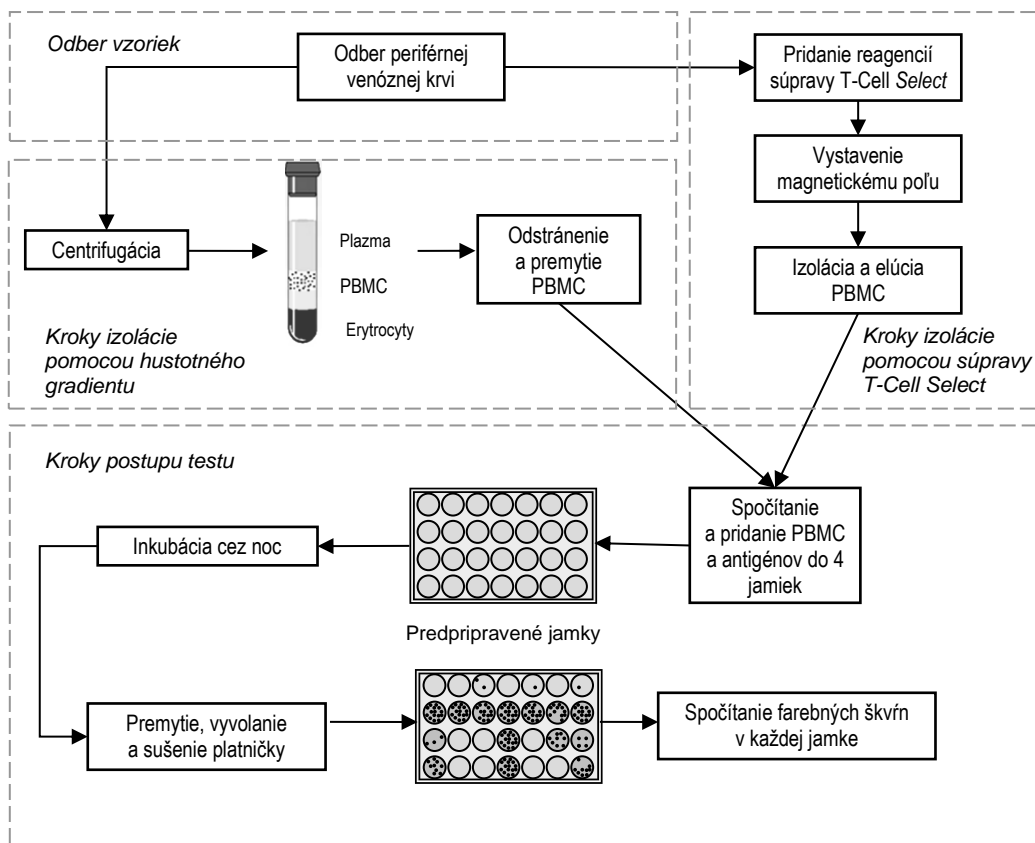 Odber vzoriek
Odber periférnej
venóznej krvi
Pridanie reagencií
súpravy T-Cell Select
Vystavenie
magnetickému poľu
Izolácia a elúcia
PBMC
Kroky izolácie
pomocou súpravy
T-Cell Select
Centrifugácia
Plazma
PBMC
Erytrocyty
Odstránenie
a premytie
PBMC
Kroky izolácie
pomocou hustotného
gradientu
Kroky postupu testu
Spočítanie
a pridanie PBMC
a antigénov do 4
jamiek
Inkubácia cez noc
Predpripravené jamky
Premytie, vyvolanie
a sušenie platničky
Spočítanie farebných škvŕn
v každej jamke